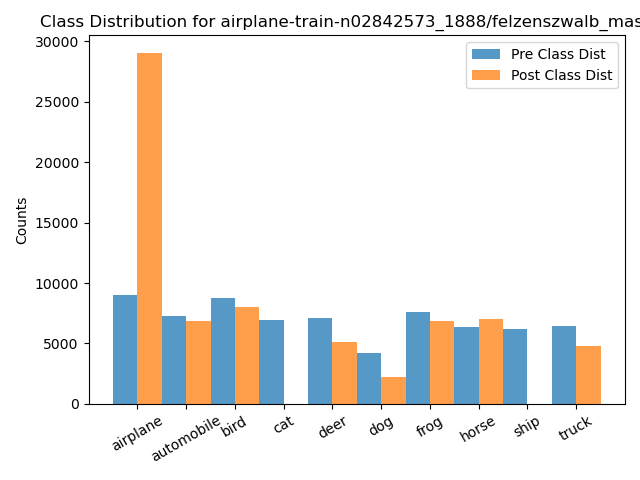 Class Distribution for airplane-train-n02842573_1888/felzenszwalb_mas
Pre Class Dist
Post Class Dist
30000
25000
20000
15000
10000
5000
0
Counts
airplane
automobile
bird
cat
deer
dog
frog
horse
ship
truck